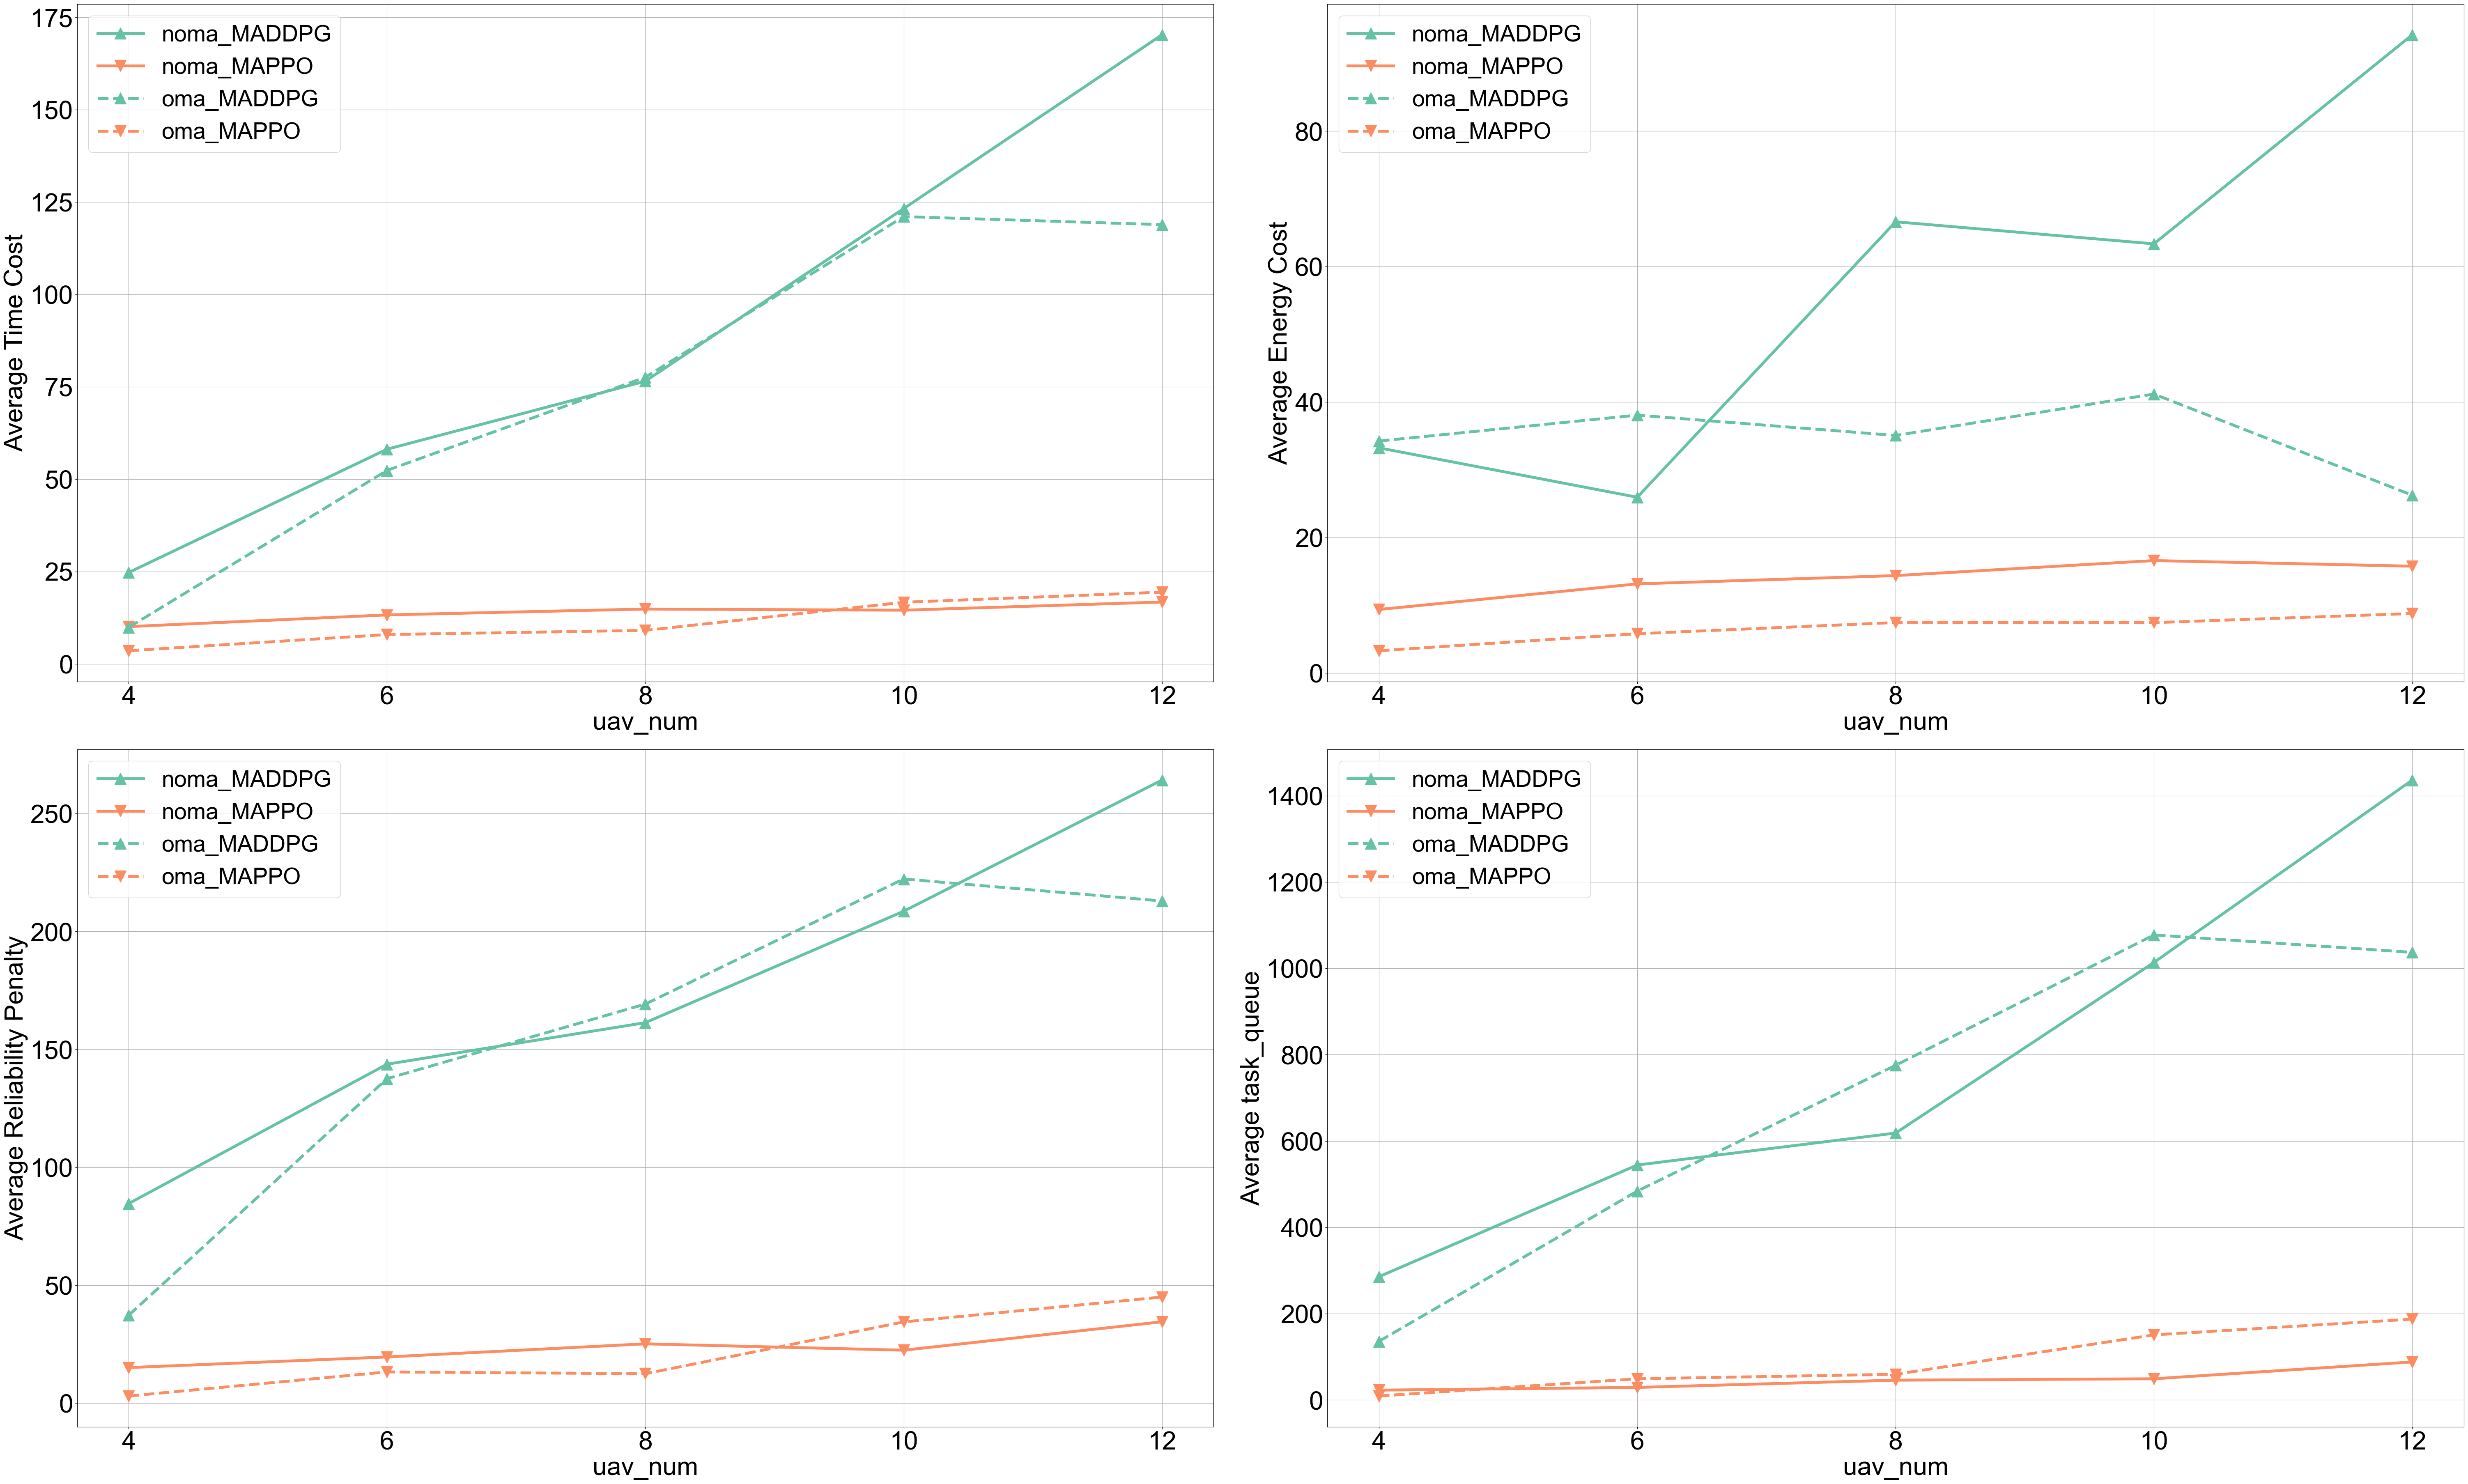 175
150
125
100
75
50
25
0
Average Time Cost
noma_MADDPG
noma_MAPPO
oma_MADDPG
oma_MAPPO
4 6 8 10 12
uav_num
80
60
40
20
0
Average Energy Cost
noma_MADDPG
noma_MAPPO
oma_MADDPG
oma_MAPPO
4 6 8 10 12
uav_num
250
200
150
100
50
0
Average Reliability Penalty
noma_MADDPG
noma_MAPPO
oma_MADDPG
oma_MAPPO
4 6 8 10 12
uav_num
1400
1200
1000
800
600
400
200
0
Average task_queue
noma_MADDPG
noma_MAPPO
oma_MADDPG
oma_MAPPO
4 6 8 10 12
uav_num